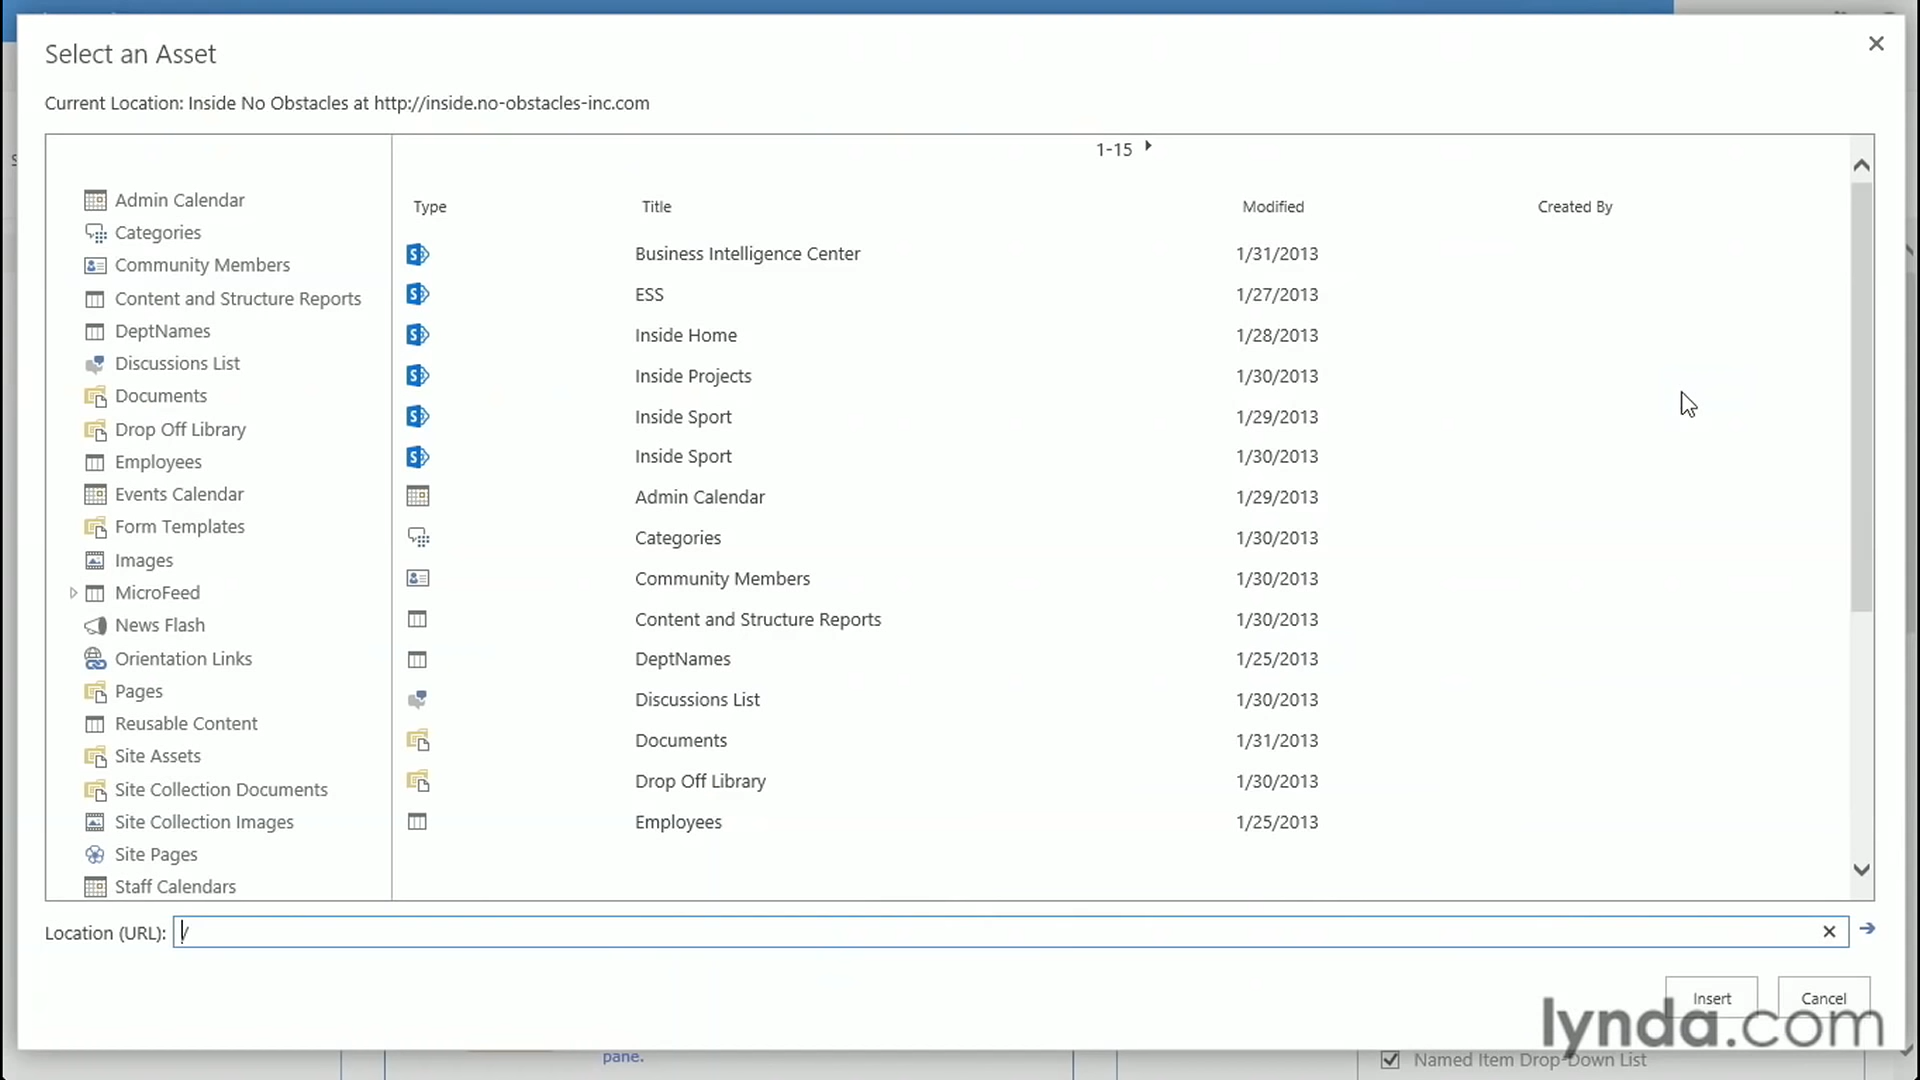 Select an Asset
Current Location: Inside No Obstacles at http://inside.no-obstacles-inc.com
1-15
Type Title Modified Created By
Admin Calendar
Categories
Community Members
Content and Structure Reports
DeptNames
Discussions List
Documents
Drop Off Library
Employees
Events Calendar
Form Templates
Images
MicroFeed
News Flash
Orientation Links
Pages
Reusable Content
Site Assets
Site Collection Documents
Site Collection Images
Site Pages
Staff Calendars
Business Intelligence Center 1/31/2013
ESS 1/27/2013
Inside Home 1/28/2013
Inside Projects 1/30/2013
Inside Sport 1/29/2013
Inside Sport 1/30/2013
Admin Calendar 1/29/2013
Categories 1/30/2013
Community Members 1/30/2013
Content and Structure Reports 1/30/2013
DeptNames 1/25/2013
Discussions List 1/30/2013
Documents 1/31/2013
Drop Off Library 1/30/2013
Employees 1/25/2013
Location (URL): /
Insert Cancel
lynda.com
pane.
Named Item Drop-Down List